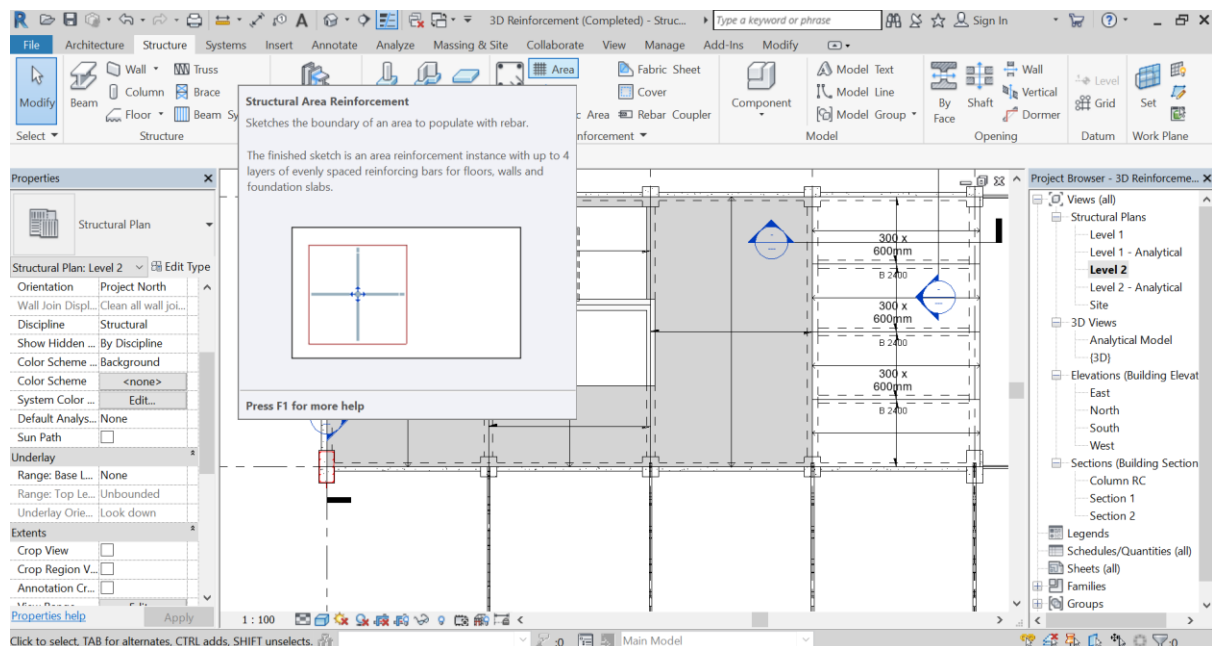 3D Reinforcement (Completed) - Struc...
Type a keyword or phrase
Sign In
File Architecture Structure Systems Insert Annotate Analyze Massing & Site Collaborate View Manage Add-Ins Modify
Modify
Beam
Wall
Truss
Column
Brace
Floor
Beam Sy
Area
Fabric Sheet
Cover
c Area
Rebar Coupler
Component
Model Text
Model Line
Model Group
By Face
Shaft
Wall
Vertical
Dormer
Level
Grid
Set
Select
Structure
nforcement
Model
Opening
Datum
Work Plane
Structural Area Reinforcement
Sketches the boundary of an area to populate with rebar.
The finished sketch is an area reinforcement instance with up to 4
layers of evenly spaced reinforcing bars for floors, walls and
foundation slabs.
Press F1 for more help
Properties
Structural Plan
Structural Plan: Level 2
Edit Type
Orientation Project North
Wall Join Displ... Clean all wall joi...
Discipline Structural
Show Hidden ... By Discipline
Color Scheme ... Background
Color Scheme <none>
System Color ... Edit...
Default Analys... None
Sun Path
Underlay
Range: Base L... None
Range: Top Le... Unbounded
Underlay Orie... Look down
Extents
Crop View
Crop Region V...
Annotation Cr...
Properties help
Apply
300 x
600mm
B 2400
300 x
600mm
B 2400
300 x
600mm
B 2400
Project Browser - 3D Reinforceme...
Views (all)
Structural Plans
Level 1
Level 1 - Analytical
Level 2
Level 2 - Analytical
Site
3D Views
Analytical Model
{3D}
Elevations (Building Elevat
East
North
South
West
Sections (Building Section
Column RC
Section 1
Section 2
Legends
Schedules/Quantities (all)
Sheets (all)
Families
Groups
1 : 100
Click to select, TAB for alternates, CTRL adds, SHIFT unselects.
:0
Main Model
:0